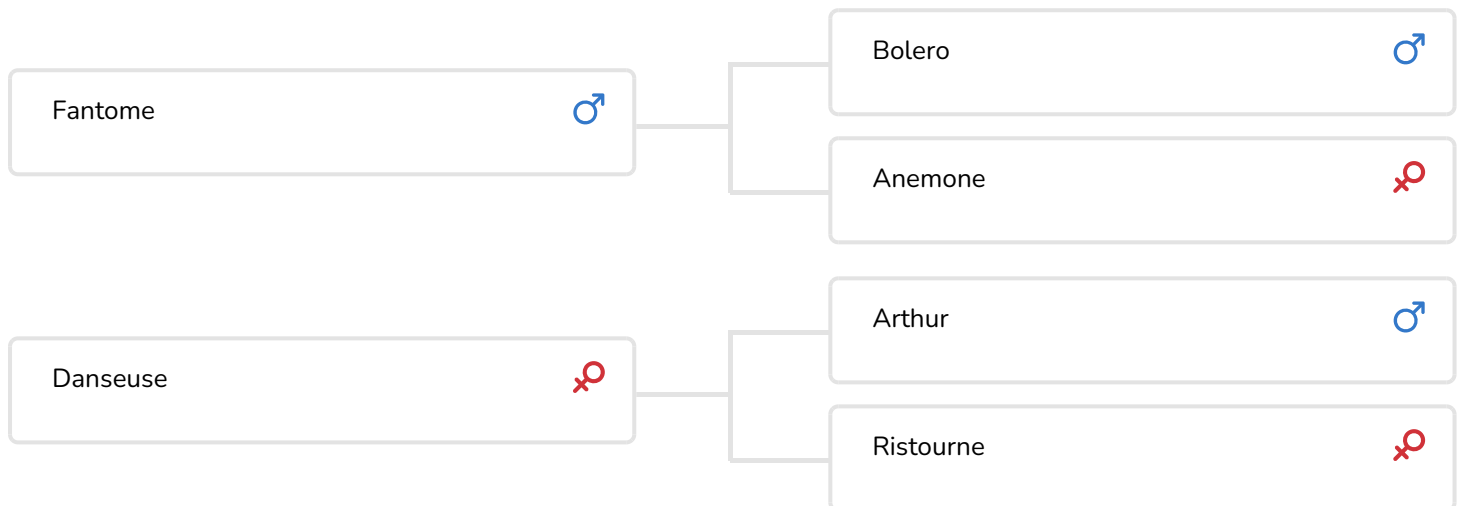 Fantome
Bolero
Anemone
Danseuse
Arthur
Ristourne